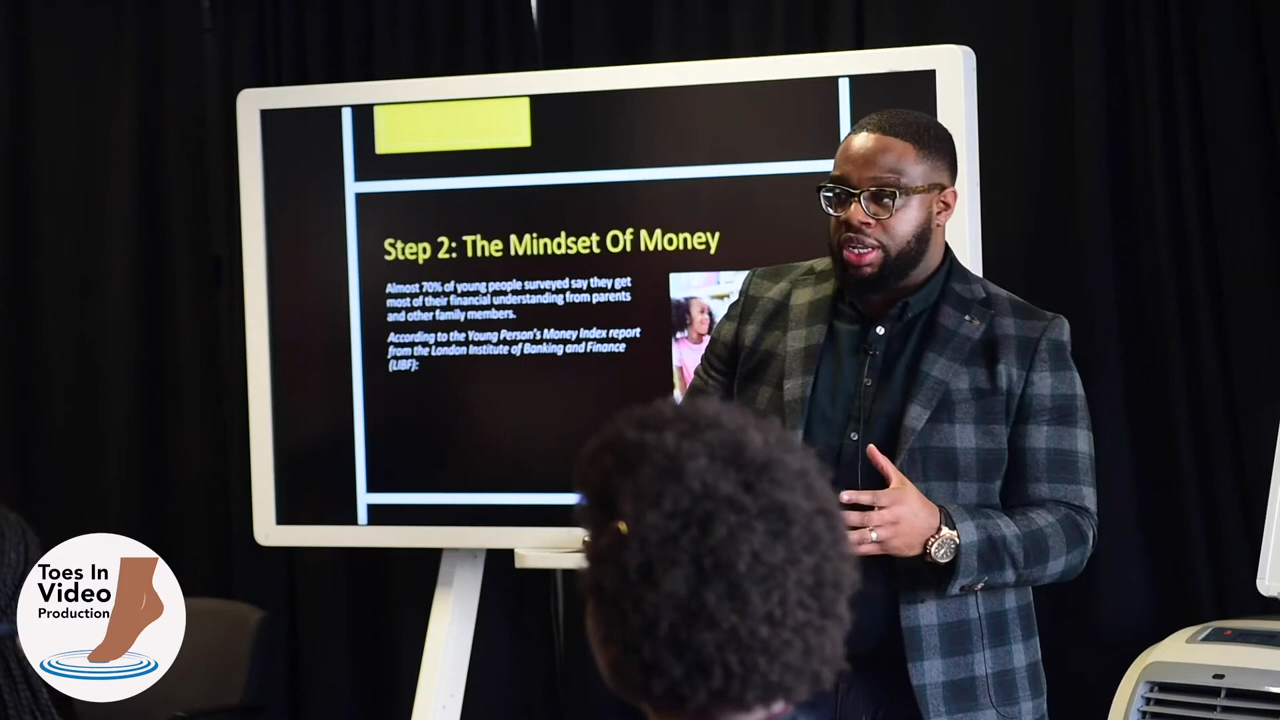 Step 2: The Mindset Of Money
Almost 70% of young people surveyed say they get
most of their financial understanding from parents
and other family members.
According to the Young Person's Money Index report
from the London Institute of Banking and Finance
(LIBF):
Toes In
Video
Production